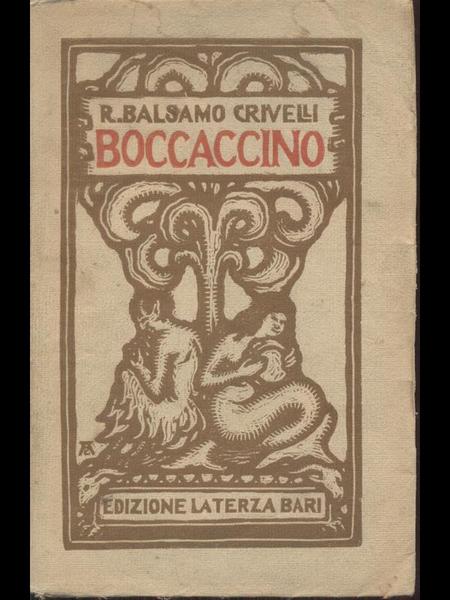 R. BALSAMO CRIVELLI
BOCCACCINO
EDIZIONE LATERZA BARI